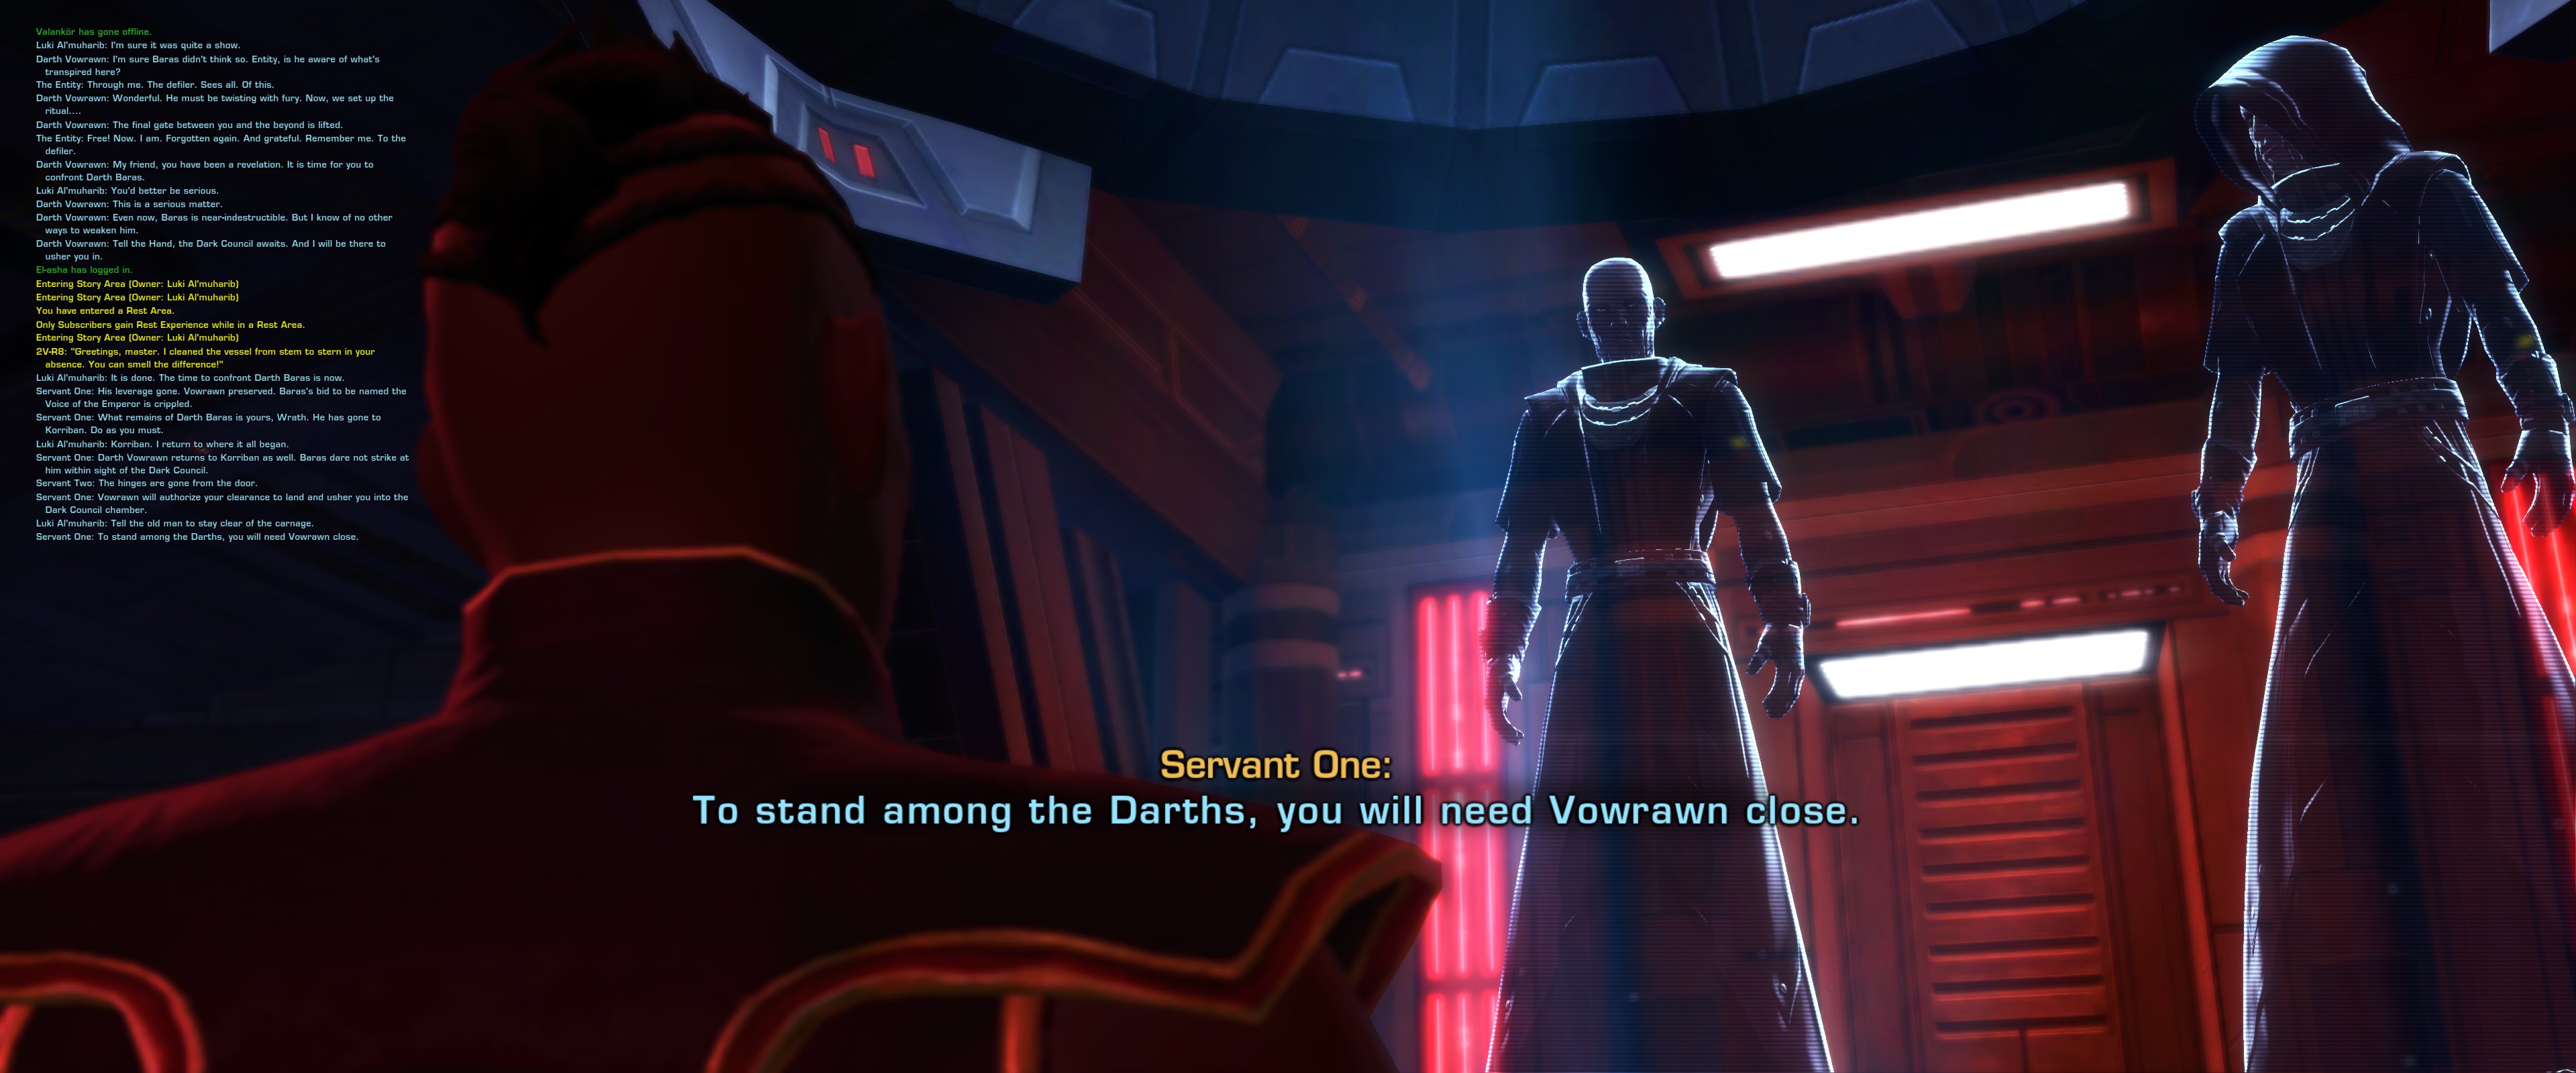 Valankör has gone offline.
Luki Al'muharib: I'm sure it was quite a show.
Darth Vowrawn: I'm sure Baras didn't think so. Entity, is he aware of what's
transpired here?
The Entity: Through me. The defiler. Sees all. Of this.
Darth Vowrawn: Wonderful. He must be twisting with fury. Now, we set up the
ritual....
Darth Vowrawn: The final gate between you and the beyond is lifted.
The Entity: Free! Now. I am. Forgotten again. And grateful. Remember me. To the
defiler.
Darth Vowrawn: My friend, you have been a revelation. It is time for you to
confront Darth Baras.
Luki Al'muharib: You'd better be serious.
Darth Vowrawn: This is a serious matter.
Darth Vowrawn: Even now, Baras is near-indestructible. But I know of no other
ways to weaken him.
Darth Vowrawn: Tell the Hand, the Dark Council awaits. And I will be there to
usher you in.
El-asha has logged in.
Entering Story Area (Owner: Luki Al'muharib)
Entering Story Area (Owner: Luki Al'muharib)
You have entered a Rest Area.
Only Subscribers gain Rest Experience while in a Rest Area.
Entering Story Area (Owner: Luki Al'muharib)
2V-R8: "Greetings, master. I cleaned the vessel from stem to stern in your
absence. You can smell the difference!"
Luki Al'muharib: It is done. The time to confront Darth Baras is now.
Servant One: His leverage gone. Vowrawn preserved. Baras's bid to be named the
Voice of the Emperor is crippled.
Servant One: What remains of Darth Baras is yours, Wrath. He has gone to
Korriban. Do as you must.
Luki Al'muharib: Korriban. I return to where it all began.
Servant One: Darth Vowrawn returns to Korriban as well. Baras dare not strike at
him within sight of the Dark Council.
Servant Two: The hinges are gone from the door.
Servant One: Vowrawn will authorize your clearance to land and usher you into the
Dark Council chamber.
Luki Al'muharib: Tell the old man to stay clear of the carnage.
Servant One: To stand among the Darths, you will need Vowrawn close.
Servant One:
To stand among the Darths, you will need Vowrawn close.